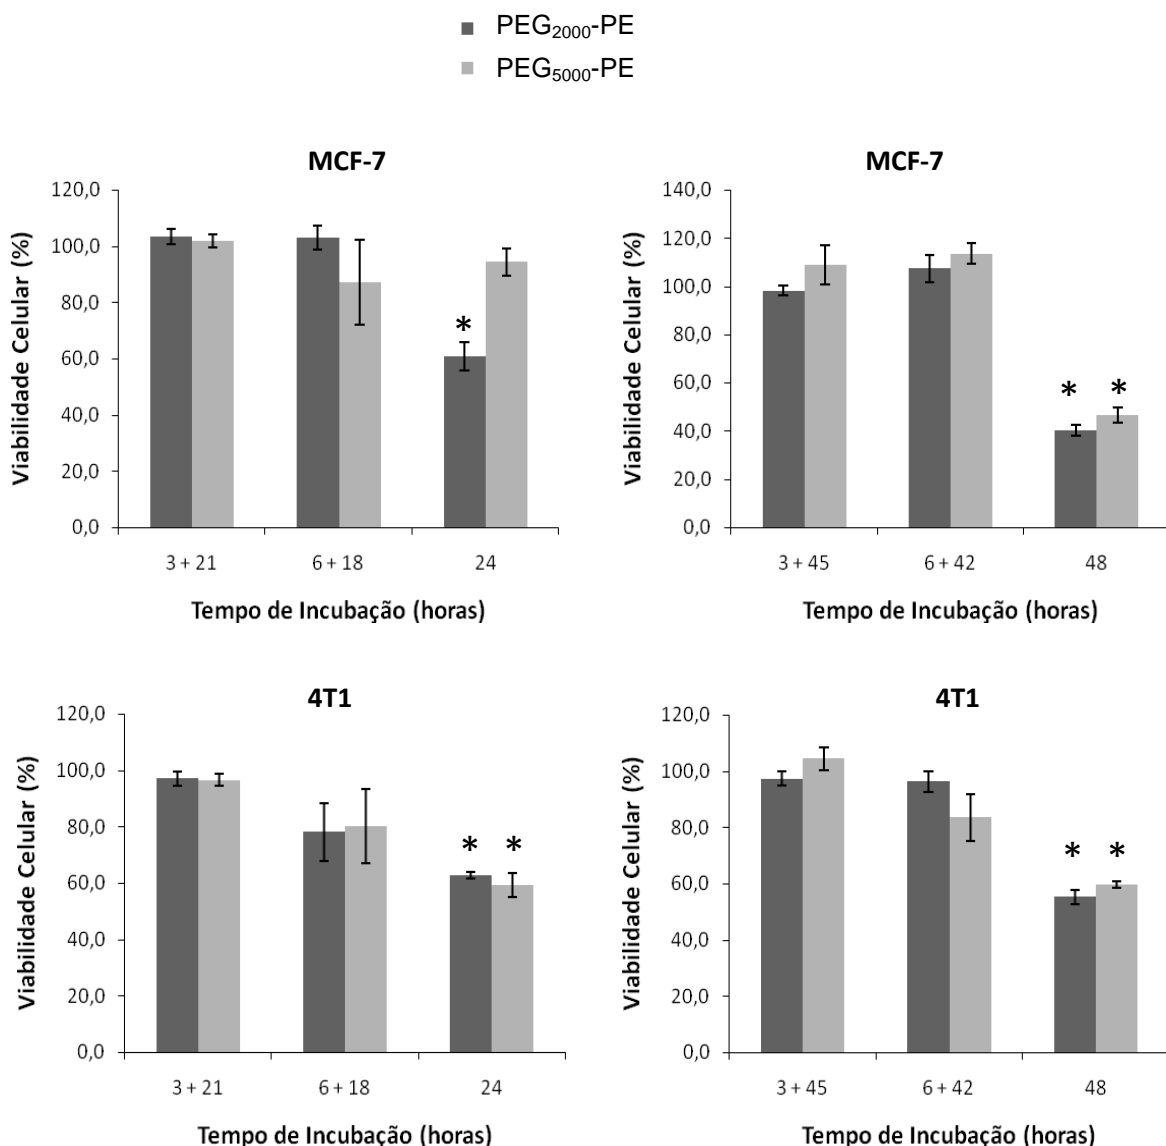 PEG2000-PE
PEG5000-PE
MCF-7
Viabilidade Celular (%)
120,0
100,0
80,0
60,0
40,0
20,0
0,0
*
3 + 21
6 + 18
24
Tempo de Incubação (horas)
MCF-7
Viabilidade Celular (%)
140,0
120,0
100,0
80,0
60,0
40,0
20,0
0,0
* *
3 + 45
6 + 42
48
Tempo de Incubação (horas)
4T1
Viabilidade Celular (%)
120,0
100,0
80,0
60,0
40,0
20,0
0,0
* *
3 + 21
6 + 18
24
Tempo de Incubação (horas)
4T1
Viabilidade Celular (%)
120,0
100,0
80,0
60,0
40,0
20,0
0,0
* *
3 + 45
6 + 42
48
Tempo de Incubação (horas)